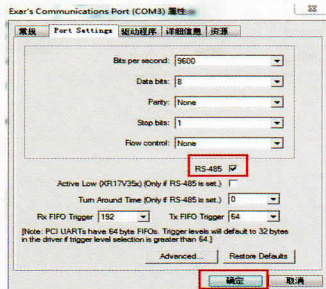 Exar's Communications Port (COM3) 属性
常规 Port Settings 驱动程序 详细信息 资源
Bits per second: 9600
Data bits: 8
Parity: None
Stop bits: 1
Flow control: None
RS-485
Active Low (XR17V35x) (Only if RS-485 is set.)
Turn Around Time (Only if RS-485 is set.) 0
Rx FIFO Trigger 192 Tx FIFO Trigger 64
[Note: PCI UARTs have 64 byte FIFOs. Trigger levels will default to 32 bytes
in the driver if trigger level selection is greater than 64.]
Advanced... Restore Defaults
确定 取消